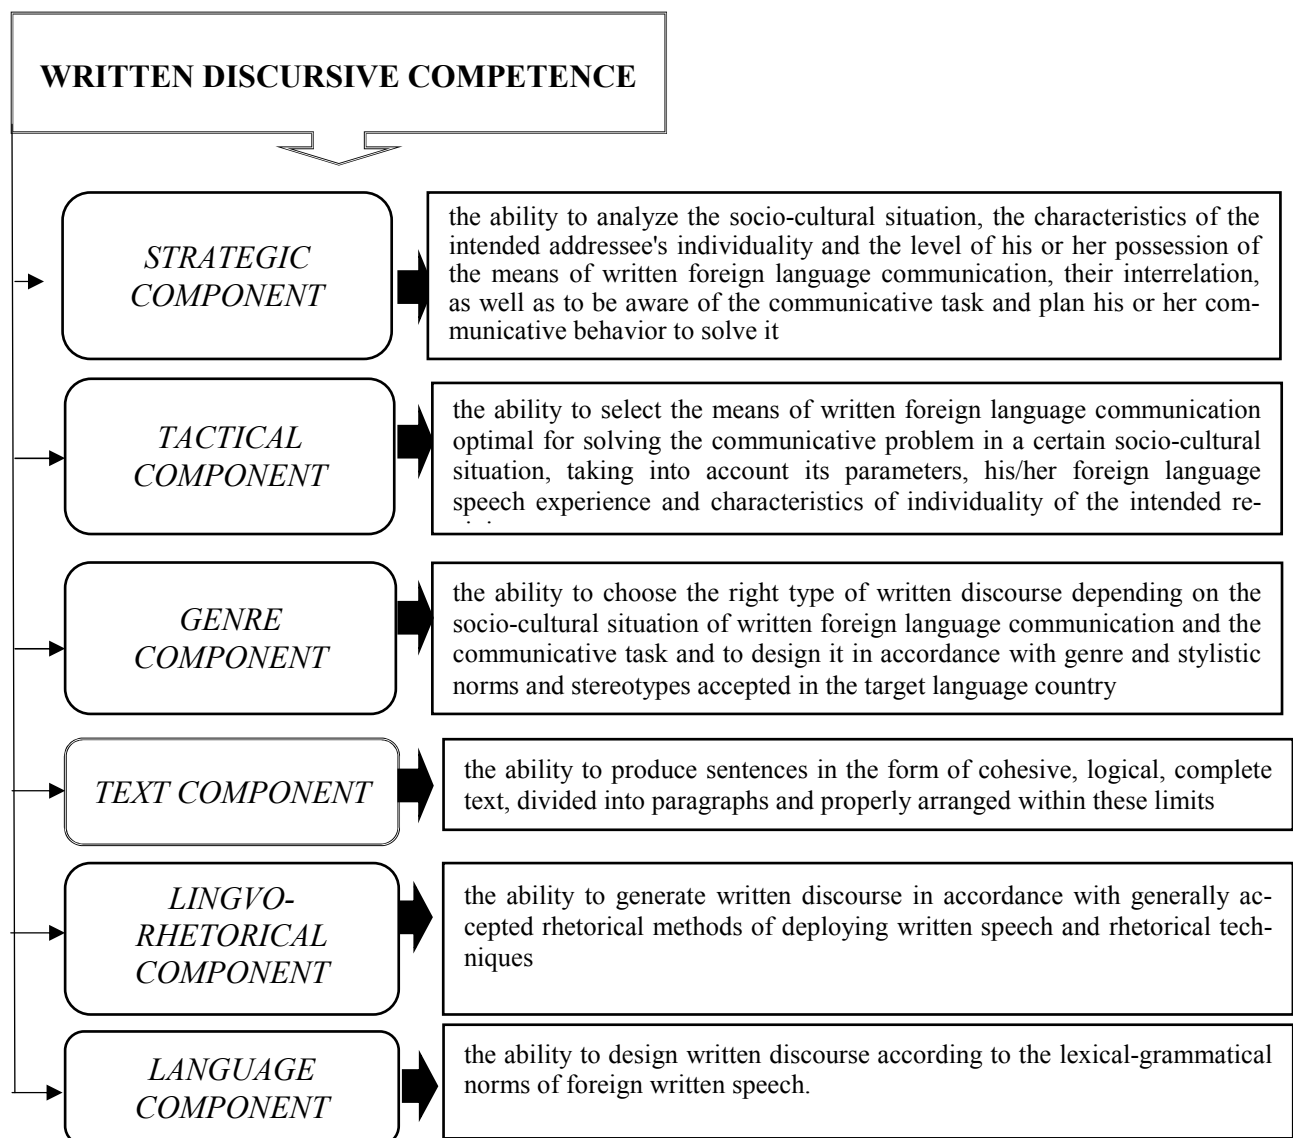 WRITTEN DISCURSIVE COMPETENCE
STRATEGIC
COMPONENT
the ability to analyze the socio-cultural situation, the characteristics of the
intended addressee's individuality and the level of his or her possession of
the means of written foreign language communication, their interrelation,
as well as to be aware of the communicative task and plan his or her com-
municative behavior to solve it
TACTICAL
COMPONENT
the ability to select the means of written foreign language communication
optimal for solving the communicative problem in a certain socio-cultural
situation, taking into account its parameters, his/her foreign language
speech experience and characteristics of individuality of the intended re-
GENRE
COMPONENT
the ability to choose the right type of written discourse depending on the
socio-cultural situation of written foreign language communication and the
communicative task and to design it in accordance with genre and stylistic
norms and stereotypes accepted in the target language country
TEXT COMPONENT
the ability to produce sentences in the form of cohesive, logical, complete
text, divided into paragraphs and properly arranged within these limits
LINGVO-
RHETORICAL
COMPONENT
the ability to generate written discourse in accordance with generally ac-
cepted rhetorical methods of deploying written speech and rhetorical tech-
niques
LANGUAGE
COMPONENT
the ability to design written discourse according to the lexical-grammatical
norms of foreign written speech.